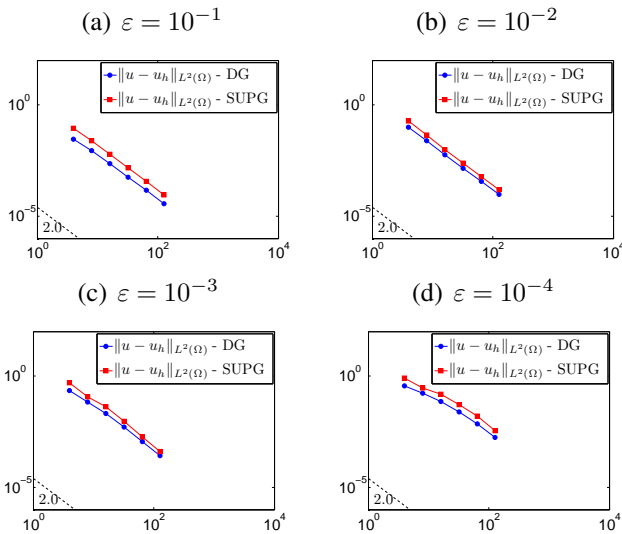 (a) ε = 10^{-1}
‖u − u_h‖_{L²(Ω)} - DG
‖u − u_h‖_{L²(Ω)} - SUPG
10^0
10^{-5}
2.0
10^0
10^2
10^4
(b) ε = 10^{-2}
‖u − u_h‖_{L²(Ω)} - DG
‖u − u_h‖_{L²(Ω)} - SUPG
10^0
10^{-5}
2.0
10^0
10^2
10^4
(c) ε = 10^{-3}
‖u − u_h‖_{L²(Ω)} - DG
‖u − u_h‖_{L²(Ω)} - SUPG
10^0
10^{-5}
2.0
10^0
10^2
10^4
(d) ε = 10^{-4}
‖u − u_h‖_{L²(Ω)} - DG
‖u − u_h‖_{L²(Ω)} - SUPG
10^0
10^{-5}
2.0
10^0
10^2
10^4